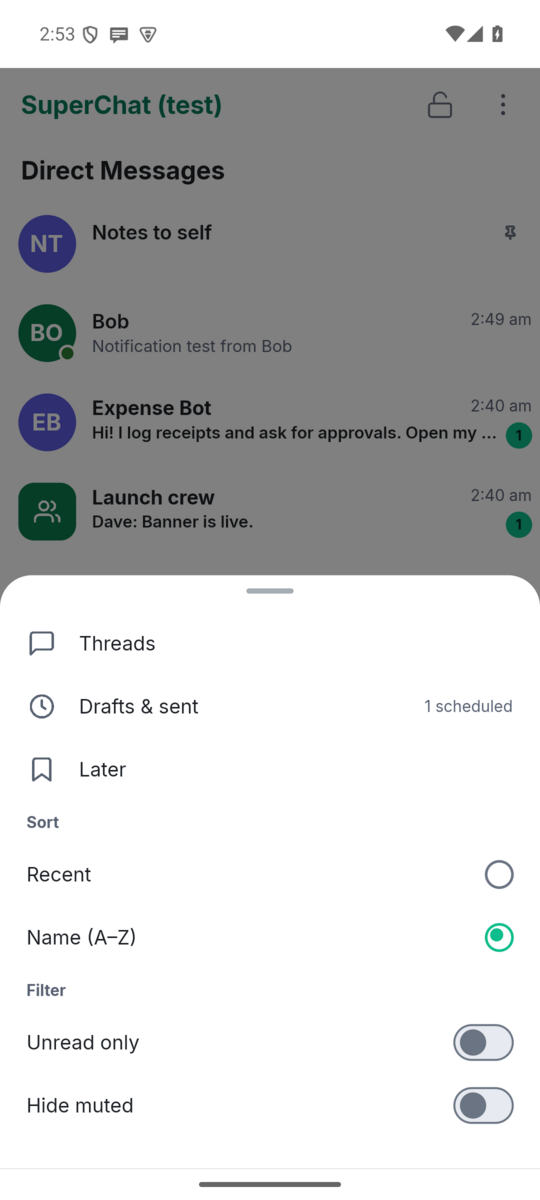 2:53
SuperChat (test)
Direct Messages
NT
Notes to self
BO
Bob
2:49 am
Notification test from Bob
EB
Expense Bot
2:40 am
Hi! I log receipts and ask for approvals. Open my ...
1
Launch crew
2:40 am
Dave: Banner is live.
1
Threads
Drafts & sent
1 scheduled
Later
Sort
Recent
Name (A–Z)
Filter
Unread only
Hide muted